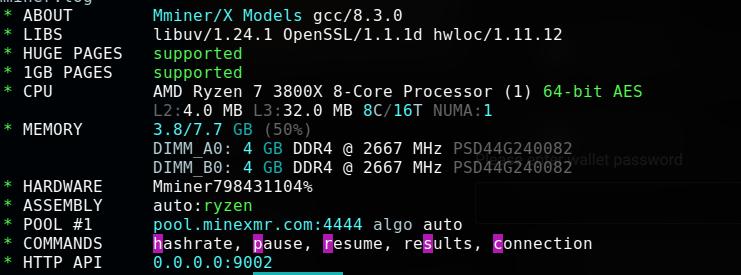 * ABOUT Mminer/X Models gcc/8.3.0
* LIBS libuv/1.24.1 OpenSSL/1.1.1d hwloc/1.11.12
* HUGE PAGES supported
* 1GB PAGES supported
* CPU AMD Ryzen 7 3800X 8-Core Processor (1) 64-bit AES
L2:4.0 MB L3:32.0 MB 8C/16T NUMA:1
* MEMORY 3.8/7.7 GB (50%)
DIMM_A0: 4 GB DDR4 @ 2667 MHz PSD44G240082
DIMM_B0: 4 GB DDR4 @ 2667 MHz PSD44G240082
Please enter wallet password
* HARDWARE Mminer798431104%
* ASSEMBLY auto:ryzen
* POOL #1 pool.minexmr.com:4444 algo auto
* COMMANDS hashrate, pause, resume, results, connection
* HTTP API 0.0.0.0:9002